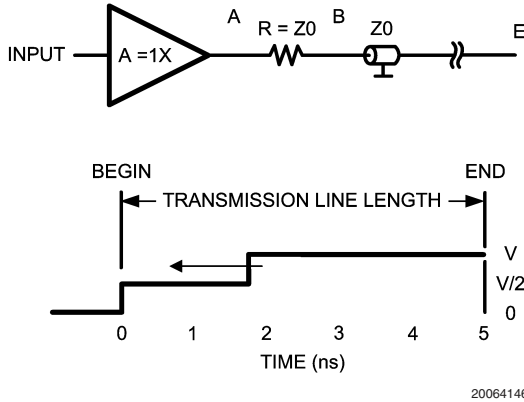 A R = Z0 B Z0 E
INPUT A =1X
BEGIN END
TRANSMISSION LINE LENGTH
V
V/2
0
0 1 2 3 4 5
TIME (ns)
20064146